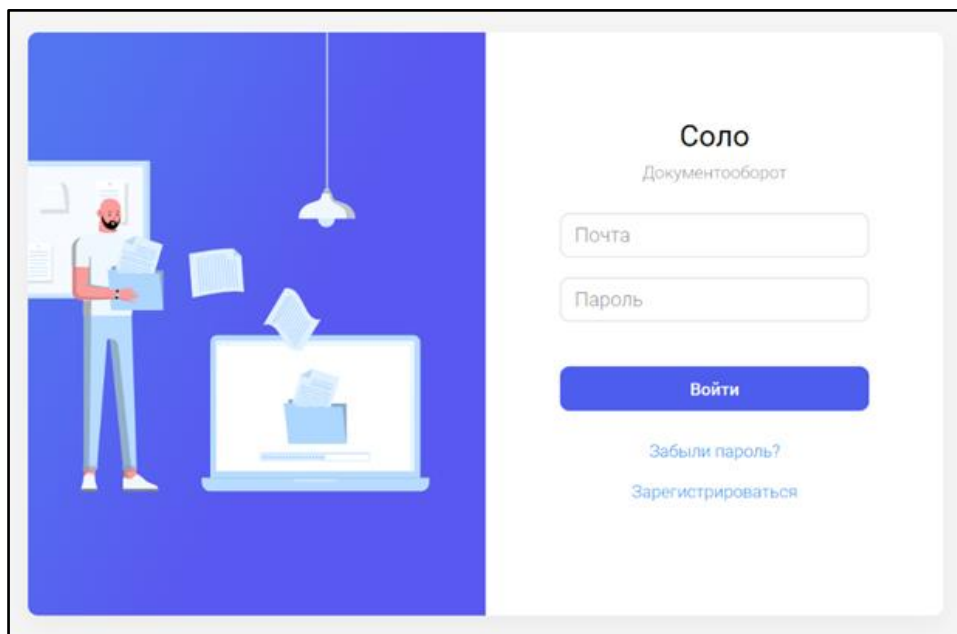 Соло
Документооборот
Почта
Пароль
Войти
Забыли пароль?
Зарегистрироваться